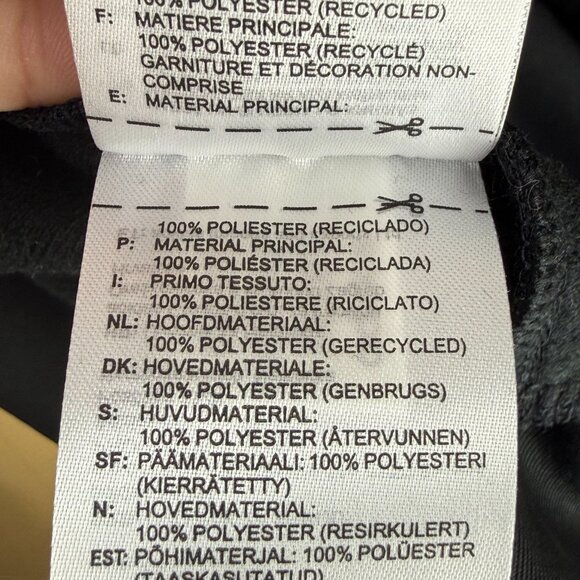 100% POLYESTER (RECYCLED)
F: MATIERE PRINCIPALE:
100% POLYESTER (RECYCLÉ)
GARNITURE ET DÉCORATION NON-
COMPRISE
E: MATERIAL PRINCIPAL:
100% POLIESTER (RECICLADO)
P: MATERIAL PRINCIPAL:
100% POLIÉSTER (RECICLADA)
I: PRIMO TESSUTO:
100% POLIESTERE (RICICLATO)
NL: HOOFDMATERIAAL:
100% POLYESTER (GERECYCLED)
DK: HOVEDMATERIALE:
100% POLYESTER (GENBRUGS)
S: HUVUDMATERIAL:
100% POLYESTER (ÅTERVUNNEN)
SF: PÄÄMATERIAALI: 100% POLYESTERI
(KIERRÄTETTY)
N: HOVEDMATERIAL:
100% POLYESTER (RESIRKULERT)
EST: PÕHIMATERJAL: 100% POLÜESTER
(TAASKASUTATUD)